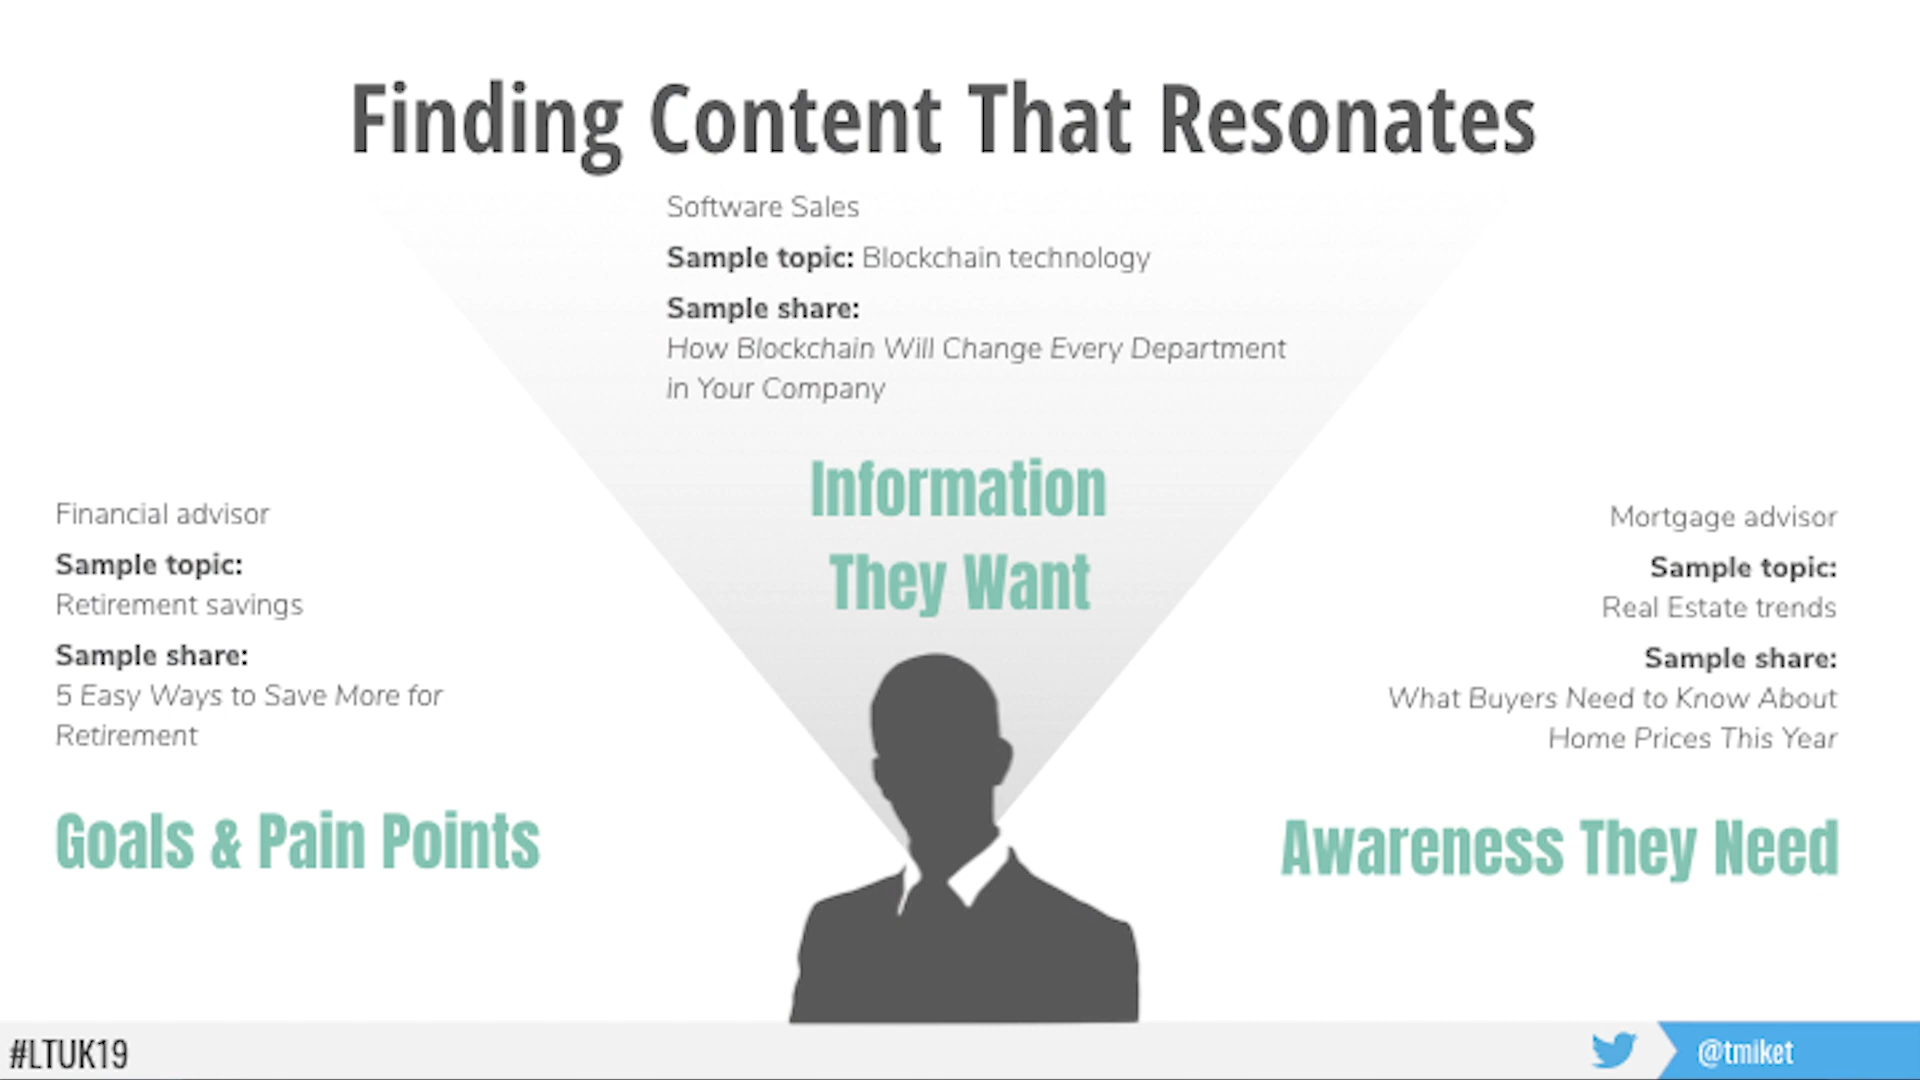 Finding Content That Resonates
Software Sales
Sample topic: Blockchain technology
Sample share:
How Blockchain Will Change Every Department
in Your Company
Information
They Want
Financial advisor
Sample topic:
Retirement savings
Sample share:
5 Easy Ways to Save More for
Retirement
Goals & Pain Points
Mortgage advisor
Sample topic:
Real Estate trends
Sample share:
What Buyers Need to Know About
Home Prices This Year
Awareness They Need
#LTUK19
@tmiket